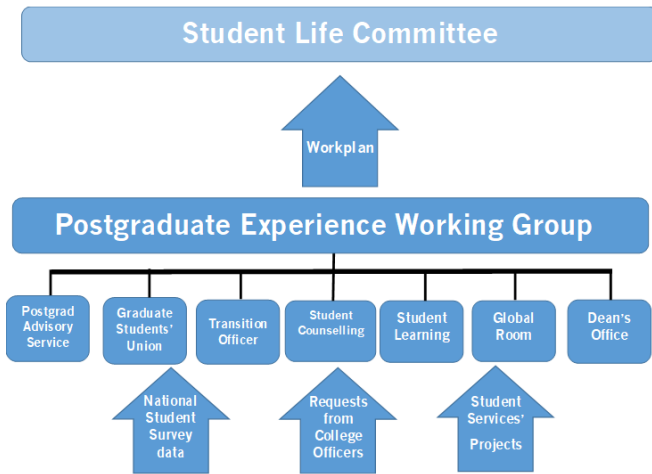 Student Life Committee
Workplan
Postgraduate Experience Working Group
Postgrad
Advisory
Service
Graduate
Students'
Union
Transition
Officer
Student
Counselling
Student
Learning
Global
Room
Dean's
Office
National
Student
Survey
data
Requests
from
College
Officers
Student
Services'
Projects